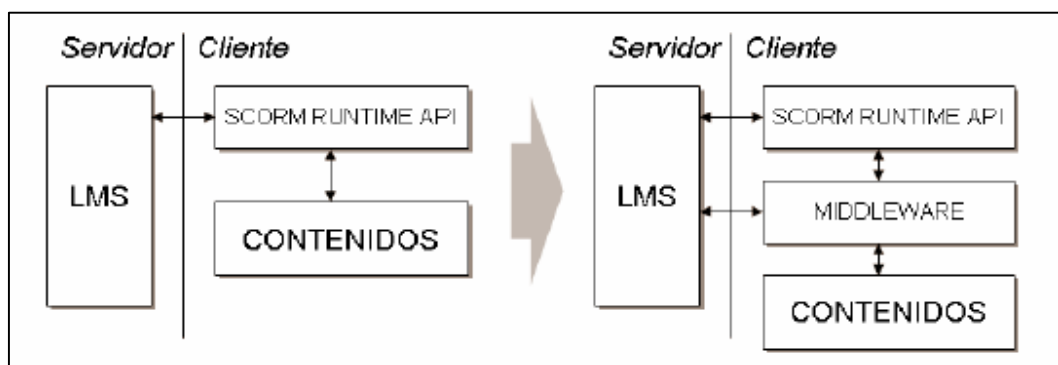 Servidor Cliente
SCORM RUNTIME API
LMS
CONTENIDOS
Servidor Cliente
SCORM RUNTIME API
LMS
MIDDLEWARE
CONTENIDOS